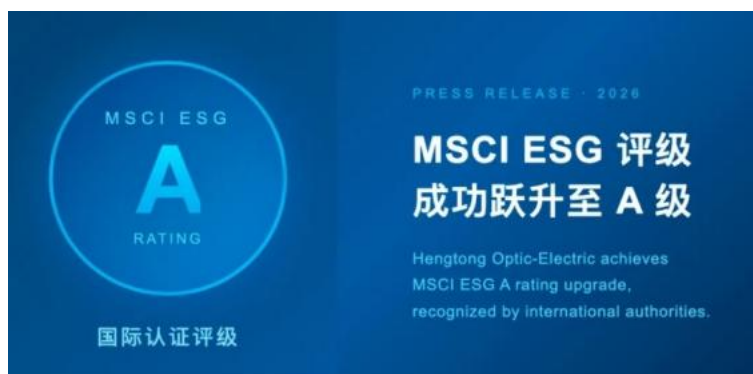 MSCI ESG
A
RATING
国际认证评级
PRESS RELEASE · 2026
MSCI ESG 评级
成功跃升至 A 级
Hengtong Optic-Electric achieves
MSCI ESG A rating upgrade,
recognized by international authorities.